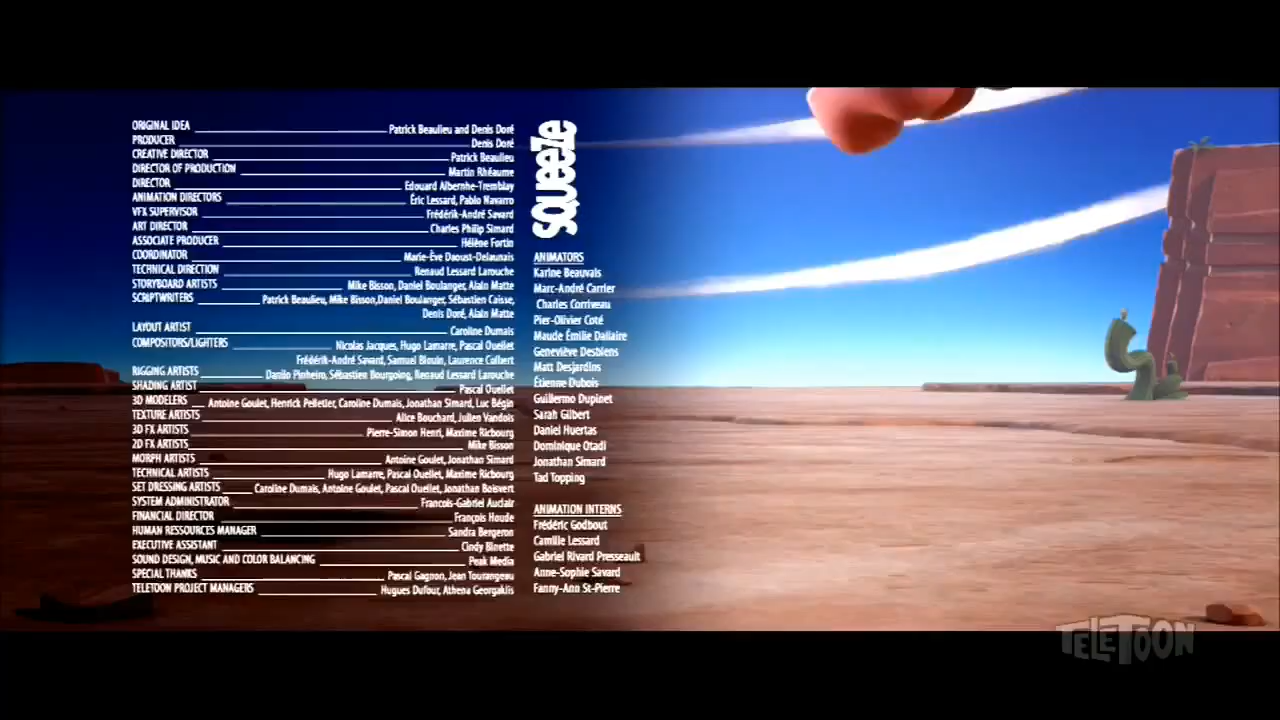 ORIGINAL IDEA Patrick Beaulieu and Denis Doré
PRODUCER Denis Doré
CREATIVE DIRECTOR Patrick Beaulieu
DIRECTOR OF PRODUCTION Martin Rhéaume
DIRECTOR Edouard Albernhe-Tremblay
ANIMATION DIRECTORS Éric Lessard, Pablo Navarro
VFX SUPERVISOR Frédérik-André Savard
ART DIRECTOR Charles Philip Simard
ASSOCIATE PRODUCER Hélène Fortin
COORDINATOR Marie-Ève Daoust-Delaunais
TECHNICAL DIRECTION Renaud Lessard Larouche
STORYBOARD ARTISTS Mike Bisson, Daniel Boulanger, Alain Matte
SCRIPTWRITERS Patrick Beaulieu, Mike Bisson,Daniel Boulanger, Sébastien Caisse,
Denis Doré, Alain Matte
LAYOUT ARTIST Caroline Dumais
COMPOSITORS/LIGHTERS Nicolas Jacques, Hugo Lamarre, Pascal Ouellet
Frédérik-André Savard, Samuel Blouin, Laurence Colbert
RIGGING ARTISTS Danilo Pinheiro, Sébastien Bourgoing, Renaud Lessard Larouche
SHADING ARTIST Pascal Ouellet
3D MODELERS Antoine Goulet, Henrick Pelletier, Caroline Dumais, Jonathan Simard, Luc Bégin
TEXTURE ARTISTS Alice Bouchard, Julien Vandois
3D FX ARTISTS Pierre-Simon Henri, Maxime Ricbourg
2D FX ARTISTS Mike Bisson
MORPH ARTISTS Antoine Goulet, Jonathan Simard
TECHNICAL ARTISTS Hugo Lamarre, Pascal Ouellet, Maxime Ricbourg
SET DRESSING ARTISTS Caroline Dumais, Antoine Goulet, Pascal Ouellet, Jonathan Boisvert
SYSTEM ADMINISTRATOR Francois-Gabriel Auclair
FINANCIAL DIRECTOR François Houde
HUMAN RESSOURCES MANAGER Sandra Bergeron
EXECUTIVE ASSISTANT Cindy Binette
SOUND DESIGN, MUSIC AND COLOR BALANCING Peak Media
SPECIAL THANKS Pascal Gagnon, Jean Tourangeau
TELETOON PROJECT MANAGERS Hugues Dufour, Athena Georgaklis
squeeze
ANIMATORS
Karine Beauvais
Marc-André Carrier
Charles Corriveau
Pier-Olivier Coté
Maude Émilie Dallaire
Geneviève Desbiens
Matt Desjardins
Étienne Dubois
Guillermo Dupinet
Sarah Gilbert
Daniel Huertas
Dominique Otadi
Jonathan Simard
Tad Topping
ANIMATION INTERNS
Frédéric Godbout
Camille Lessard
Gabriel Rivard Presseault
Anne-Sophie Savard
Fanny-Ann St-Pierre
TELETOON